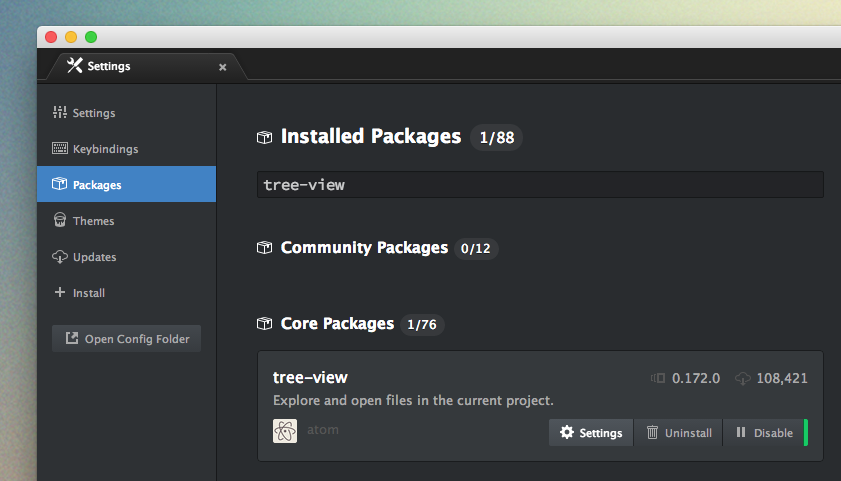 Settings
Settings
Keybindings
Packages
Themes
Updates
Install
Open Config Folder
Installed Packages 1/88
tree-view
Community Packages 0/12
Core Packages 1/76
tree-view 0.172.0 108,421
Explore and open files in the current project.
atom Settings Uninstall Disable